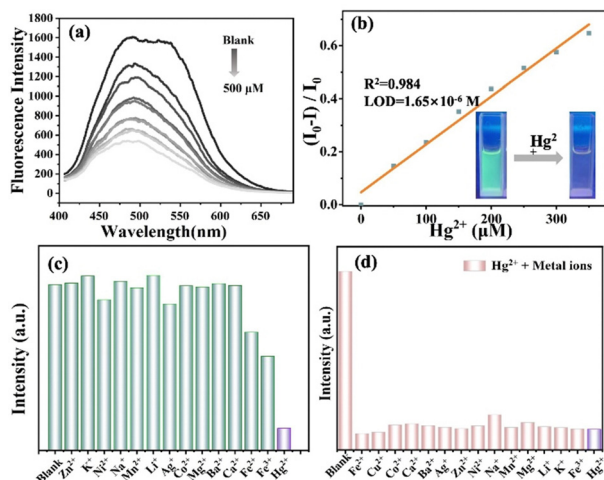 (a)
Blank
500 μM
Fluorescence Intensity
1800
1600
1400
1200
1000
800
600
400
200
0
400 450 500 550 600 650
Wavelength(nm)
(b)
R²=0.984
LOD=1.65×10⁻⁶ M
Hg²
+
(I₀-I) / I₀
0.6
0.4
0.2
0.0
0 100 200 300
Hg²⁺ (μM)
(c)
Intensity (a.u.)
Blank Zn²⁺ K⁺ Ni²⁺ Na⁺ Mn²⁺ Li⁺ Ag⁺ Co²⁺ Mg²⁺ Ba²⁺ Ca²⁺ Fe²⁺ Fe³⁺ Hg²⁺
(d)
Hg²⁺ + Metal ions
Intensity (a.u.)
Blank Fe²⁺ Cu²⁺ Co²⁺ Ca²⁺ Ba²⁺ Ag⁺ Zn²⁺ Ni²⁺ Na⁺ Mn²⁺ Mg²⁺ Li⁺ K⁺ Fe³⁺ Hg²⁺